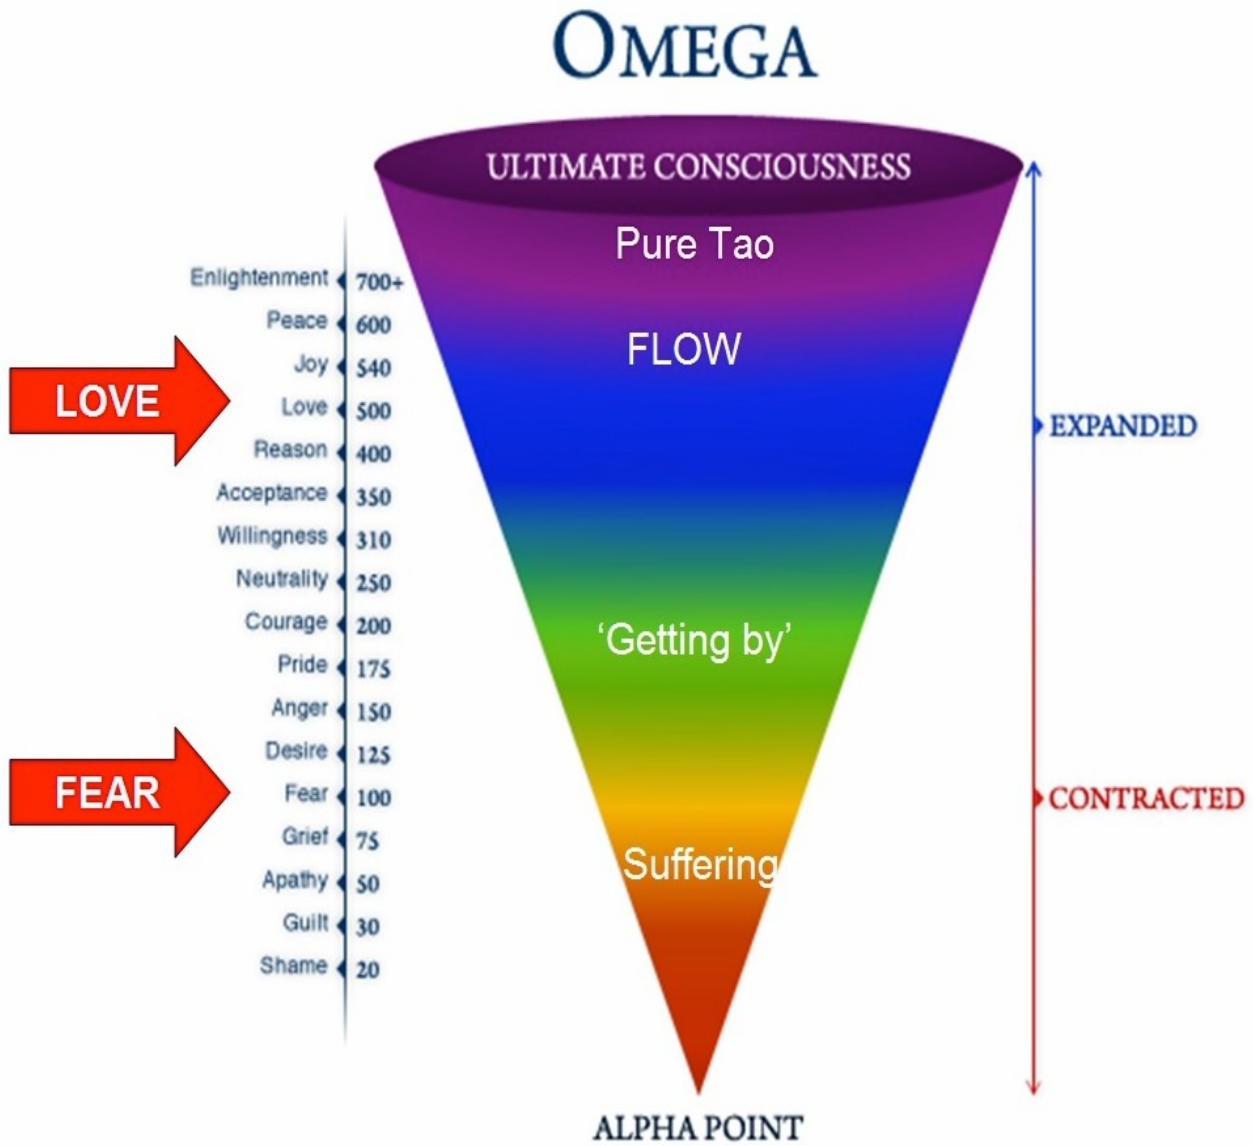 OMEGA
ULTIMATE CONSCIOUSNESS
Pure Tao
Enlightenment 700+
Peace 600
FLOW
Joy 540
LOVE
Love 500
EXPANDED
Reason 400
Acceptance 350
Willingness 310
Neutrality 250
Courage 200
'Getting by'
Pride 175
Anger 150
Desire 125
FEAR
Fear 100
CONTRACTED
Grief 75
Suffering
Apathy 50
Guilt 30
Shame 20
ALPHA POINT